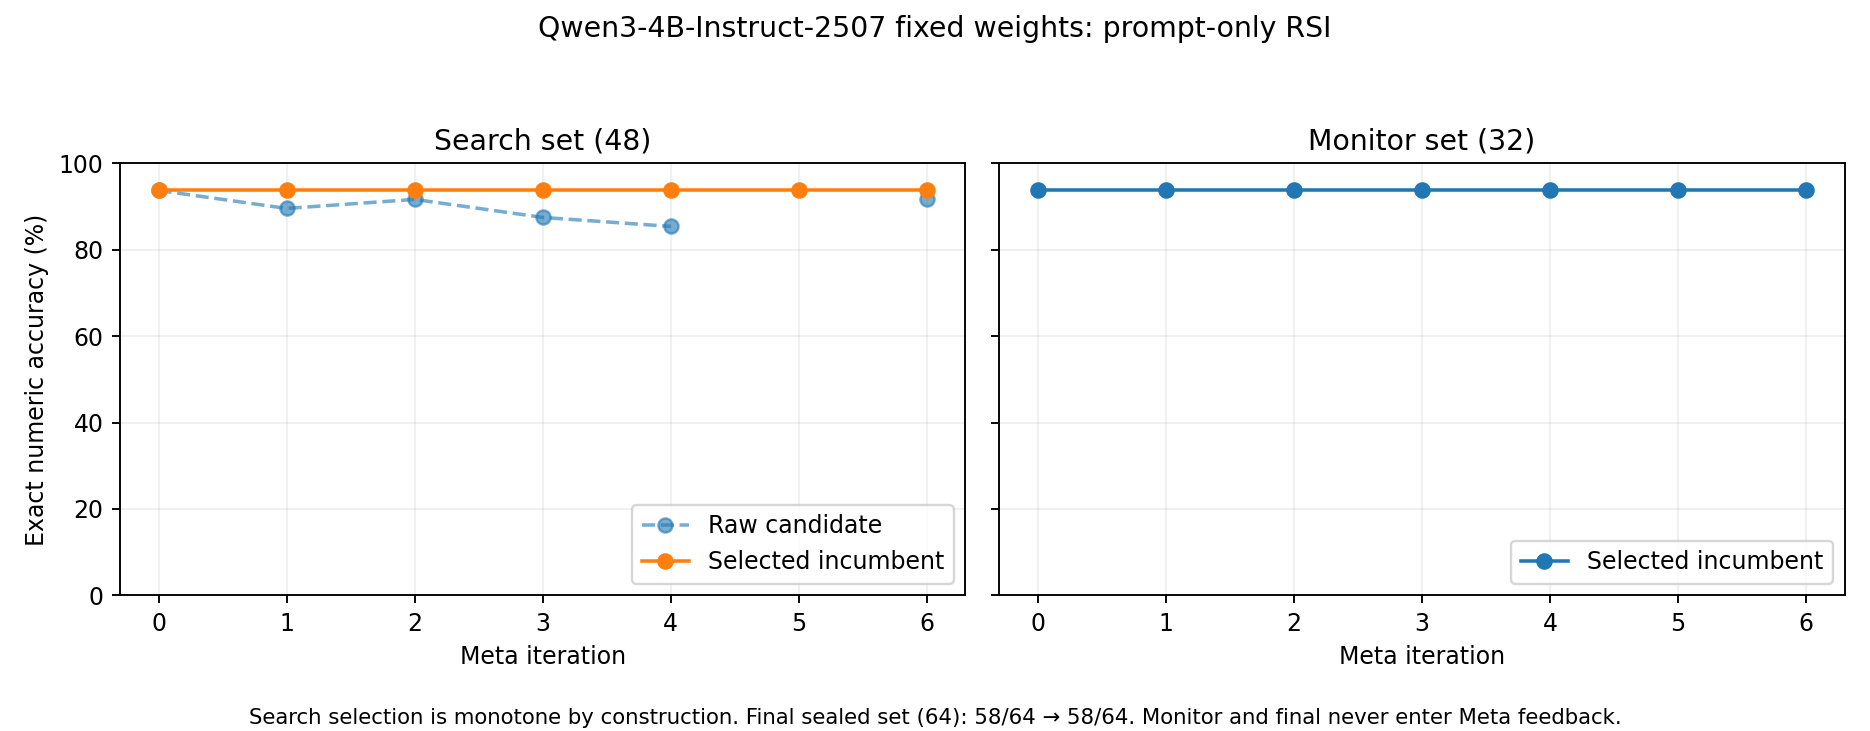 Qwen3-4B-Instruct-2507 fixed weights: prompt-only RSI
Search set (48)
Monitor set (32)
Exact numeric accuracy (%)
100
80
60
40
20
0
Raw candidate
Selected incumbent
Selected incumbent
0 1 2 3 4 5 6
0 1 2 3 4 5 6
Meta iteration
Meta iteration
Search selection is monotone by construction. Final sealed set (64): 58/64 → 58/64. Monitor and final never enter Meta feedback.